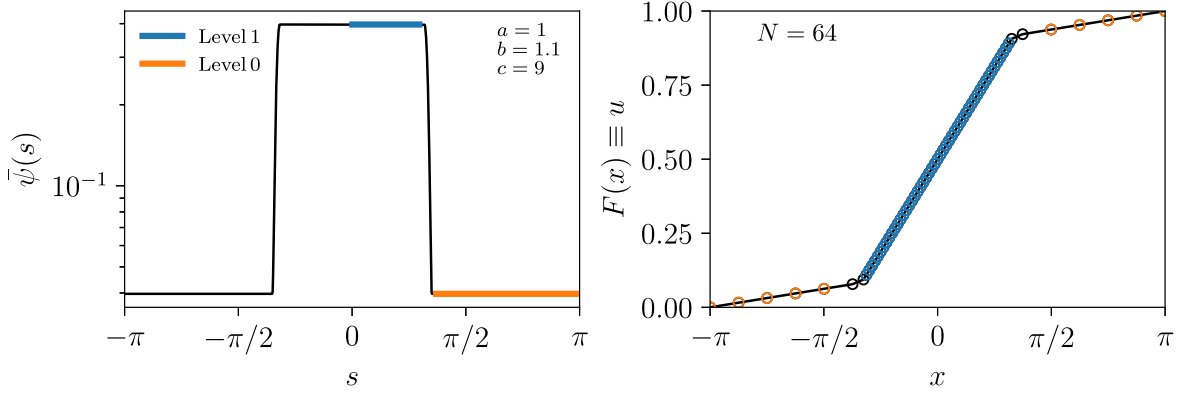 Level 1
Level 0
a = 1
b = 1.1
c = 9
ψ̄(s)
10⁻¹
−π
−π/2
0
π/2
π
s
N = 64
F(x) ≡ u
1.00
0.75
0.50
0.25
0.00
−π
−π/2
0
π/2
π
x